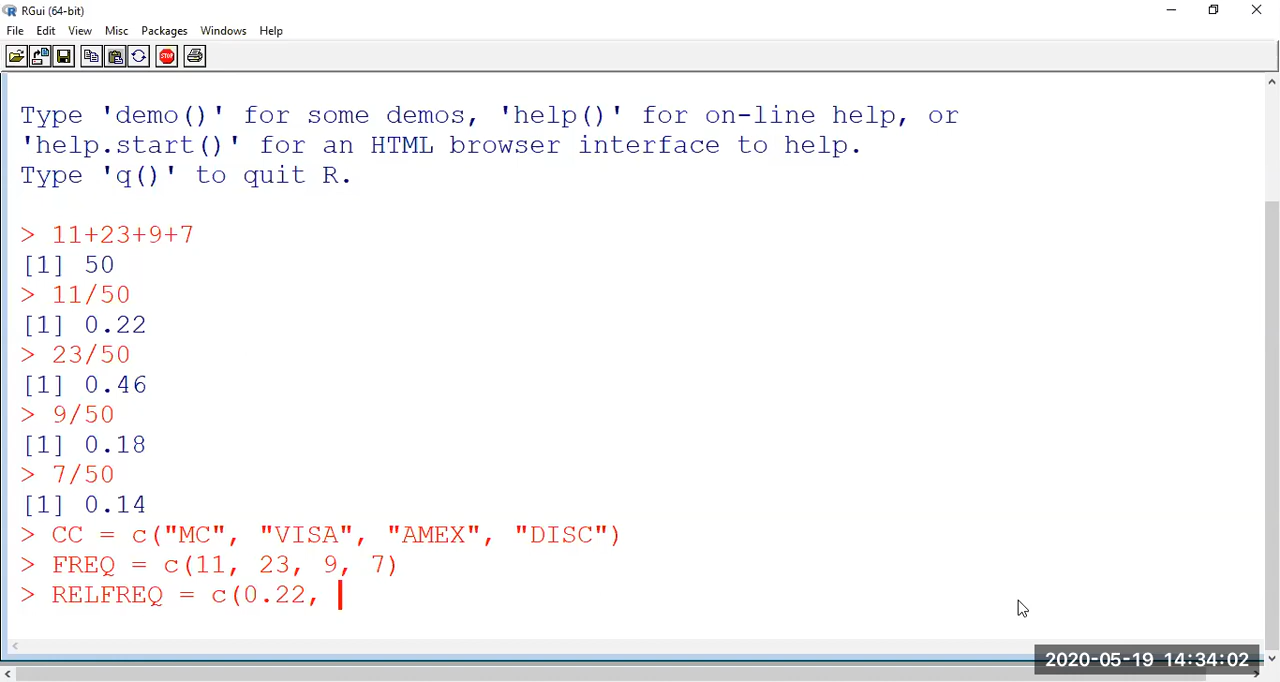 RGui (64-bit)
File Edit View Misc Packages Windows Help
STOP
Type 'demo()' for some demos, 'help()' for on-line help, or
'help.start()' for an HTML browser interface to help.
Type 'q()' to quit R.
> 11+23+9+7
[1] 50
> 11/50
[1] 0.22
> 23/50
[1] 0.46
> 9/50
[1] 0.18
> 7/50
[1] 0.14
> CC = c("MC", "VISA", "AMEX", "DISC")
> FREQ = c(11, 23, 9, 7)
> RELFREQ = c(0.22,
2020-05-19 14:34:02